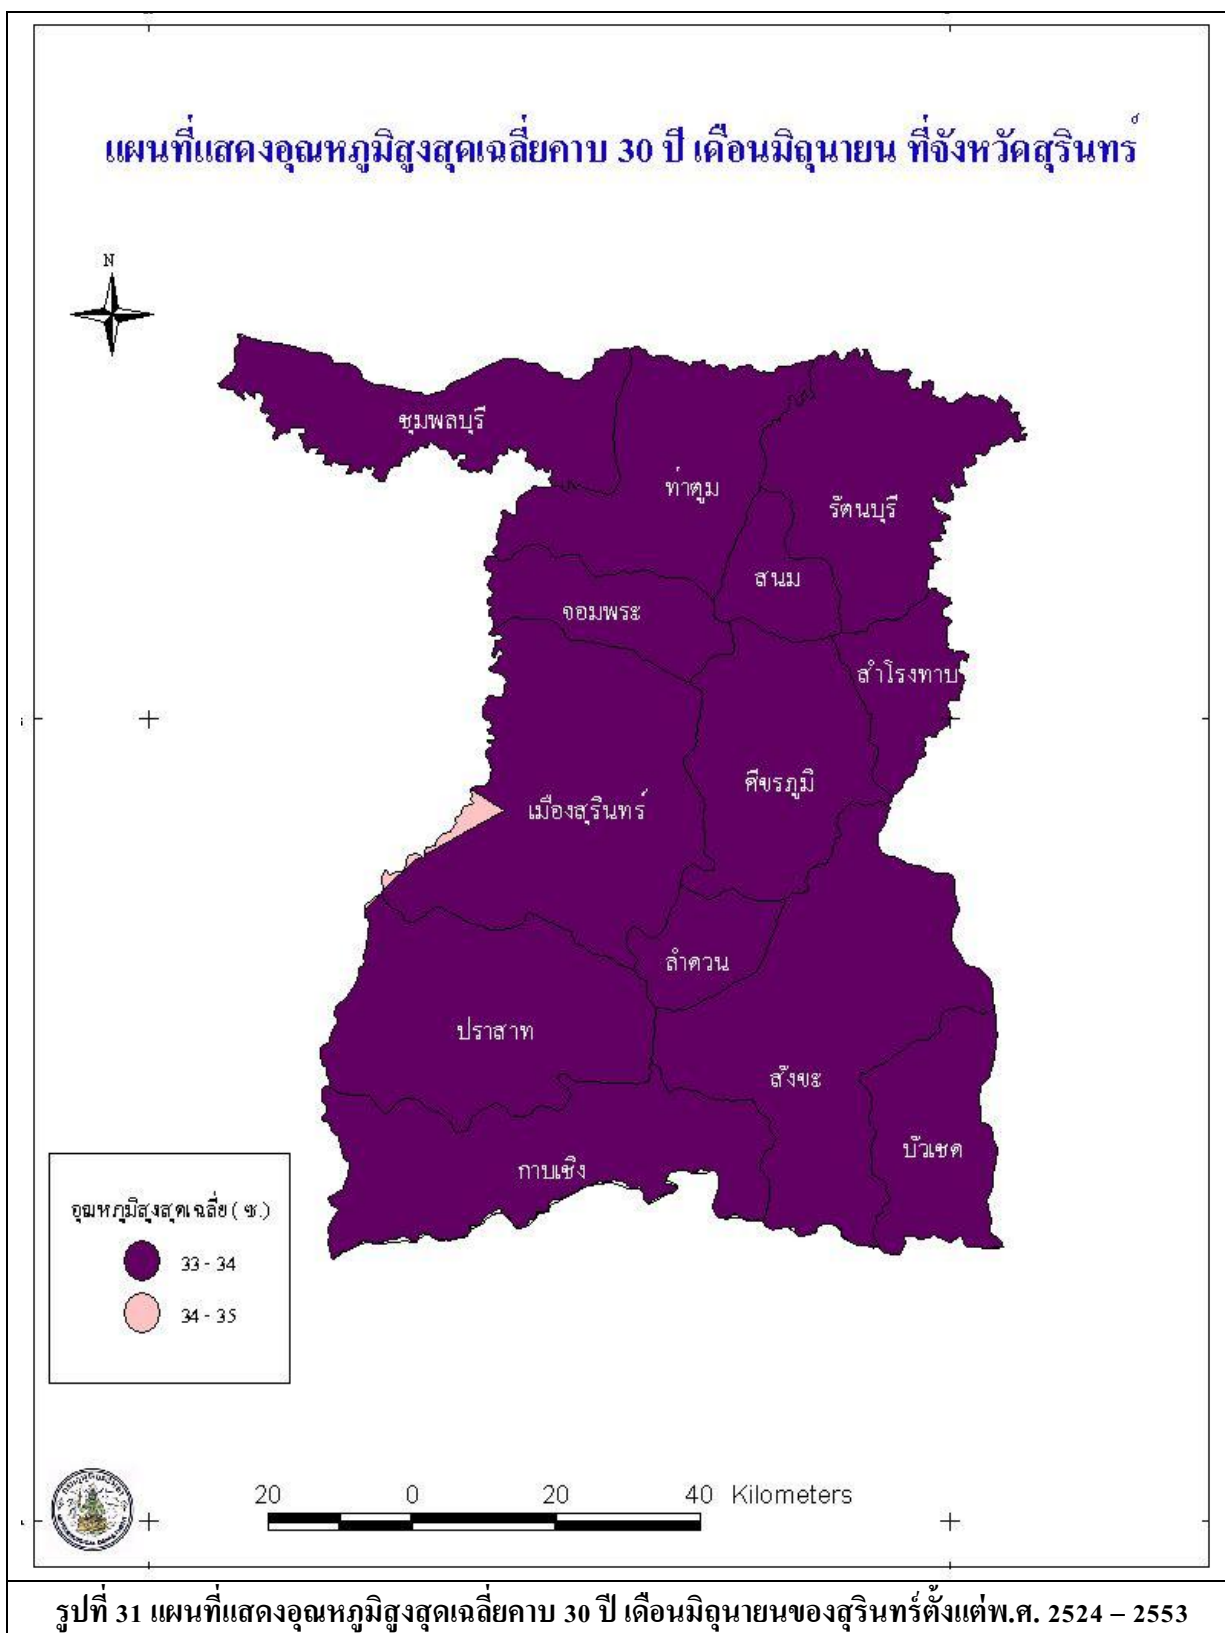 แผนที่แสดงอุณหภูมิสูงสุดเฉลี่ยคาบ 30 ปี เดือนมิถุนายน ที่จังหวัดสุรินทร์
N
ชุมพลบุรี
ท่าตูม
รัตนบุรี
สนม
จอมพระ
สำโรงทาบ
ศีขรภูมิ
เมืองสุรินทร์
ลำดวน
ปราสาท
สังขะ
บัวเชด
กาบเชิง
อุณหภูมิสูงสุดเฉลี่ย ( ซ.)
33 - 34
34 - 35
20 0 20 40 Kilometers
รูปที่ 31 แผนที่แสดงอุณหภูมิสูงสุดเฉลี่ยคาบ 30 ปี เดือนมิถุนายนของสุรินทร์ตั้งแต่พ.ศ. 2524 – 2553